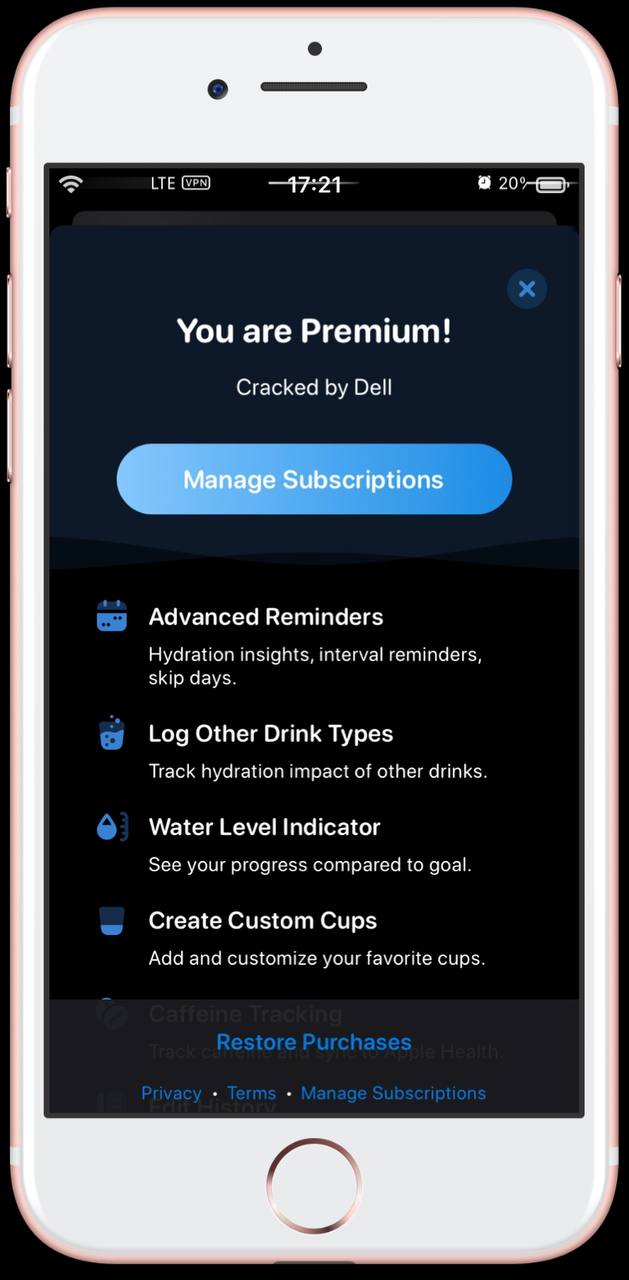 LTE VPN 17:21 20%
You are Premium!
Cracked by Dell
Manage Subscriptions
Advanced Reminders
Hydration insights, interval reminders,
skip days.
Log Other Drink Types
Track hydration impact of other drinks.
Water Level Indicator
See your progress compared to goal.
Create Custom Cups
Add and customize your favorite cups.
Caffeine Tracking
Restore Purchases
Track caffeine and sync to Apple Health.
Privacy • Terms • Manage Subscriptions
Edit History